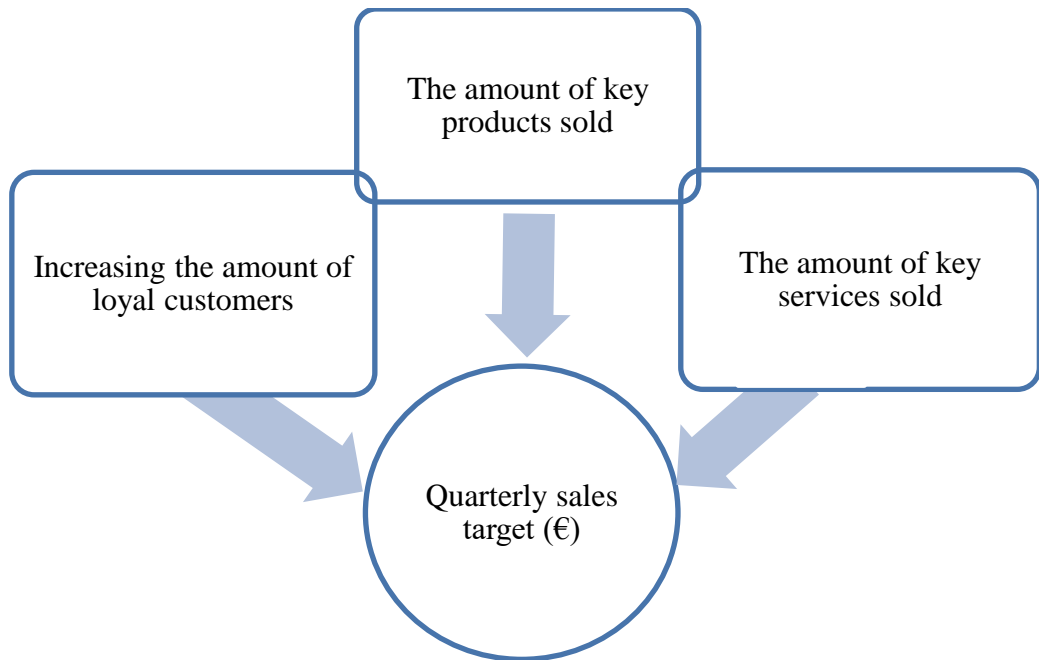 The amount of key
products sold
Increasing the amount of
loyal customers
The amount of key
services sold
Quarterly sales
target (€)